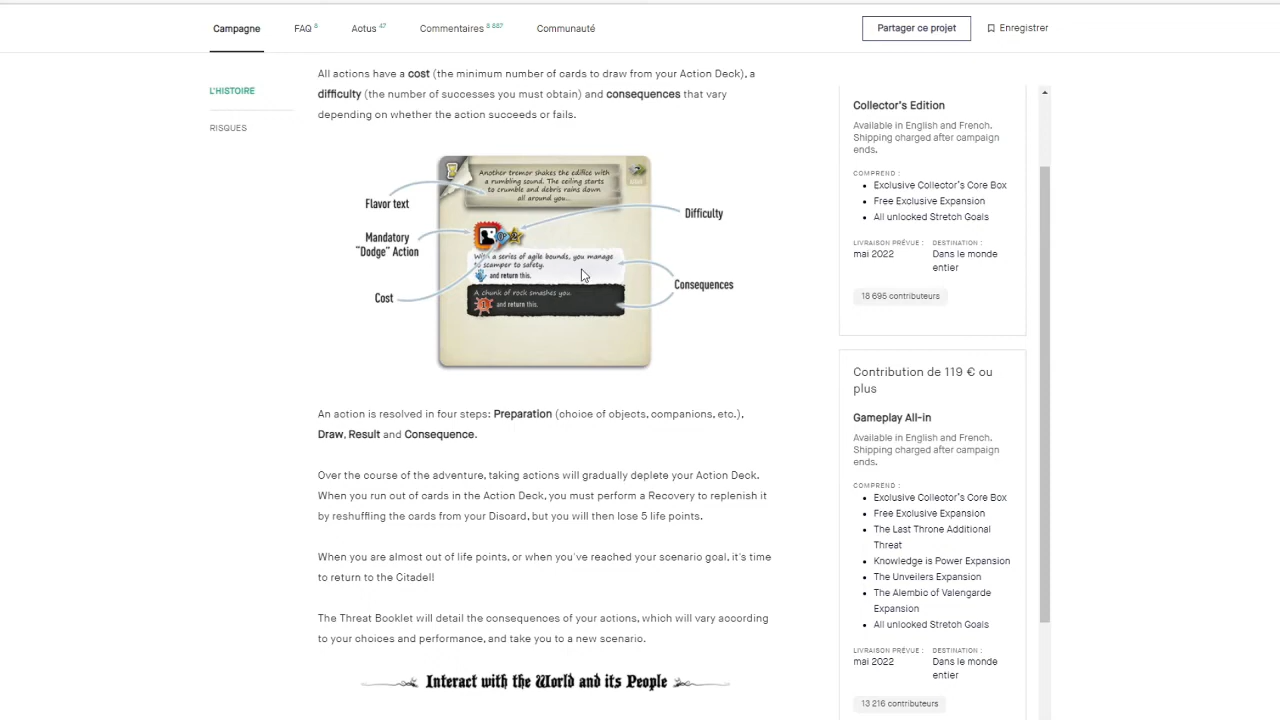 Campagne
FAQ 8
Actus 47
Commentaires 8 887
Communauté
Partager ce projet
Enregistrer
L'HISTOIRE
RISQUES
All actions have a cost (the minimum number of cards to draw from your Action Deck), a
difficulty (the number of successes you must obtain) and consequences that vary
depending on whether the action succeeds or fails.
Another tremor shakes the edifice with
a rumbling sound. The ceiling starts
to crumble and debris rains down
all around you...
Flavor text
Difficulty
Mandatory
"Dodge" Action
0 2
With a series of agile bounds, you manage
to scamper to safety.
and return this.
Consequences
Cost
A chunk of rock smashes you.
and return this.
An action is resolved in four steps: Preparation (choice of objects, companions, etc.),
Draw, Result and Consequence.
Over the course of the adventure, taking actions will gradually deplete your Action Deck.
When you run out of cards in the Action Deck, you must perform a Recovery to replenish it
by reshuffling the cards from your Discard, but you will then lose 5 life points.
When you are almost out of life points, or when you've reached your scenario goal, it's time
to return to the Citadel!
The Threat Booklet will detail the consequences of your actions, which will vary according
to your choices and performance, and take you to a new scenario.
Interact with the World and its People
Collector's Edition
Available in English and French.
Shipping charged after campaign
ends.
COMPREND :
Exclusive Collector's Core Box
Free Exclusive Expansion
All unlocked Stretch Goals
LIVRAISON PRÉVUE :
mai 2022
DESTINATION :
Dans le monde
entier
18 695 contributeurs
Contribution de 119 € ou
plus
Gameplay All-in
Available in English and French.
Shipping charged after campaign
ends.
COMPREND :
Exclusive Collector's Core Box
Free Exclusive Expansion
The Last Throne Additional
Threat
Knowledge is Power Expansion
The Unveilers Expansion
The Alembic of Valengarde
Expansion
All unlocked Stretch Goals
LIVRAISON PRÉVUE :
mai 2022
DESTINATION :
Dans le monde
entier
13 216 contributeurs